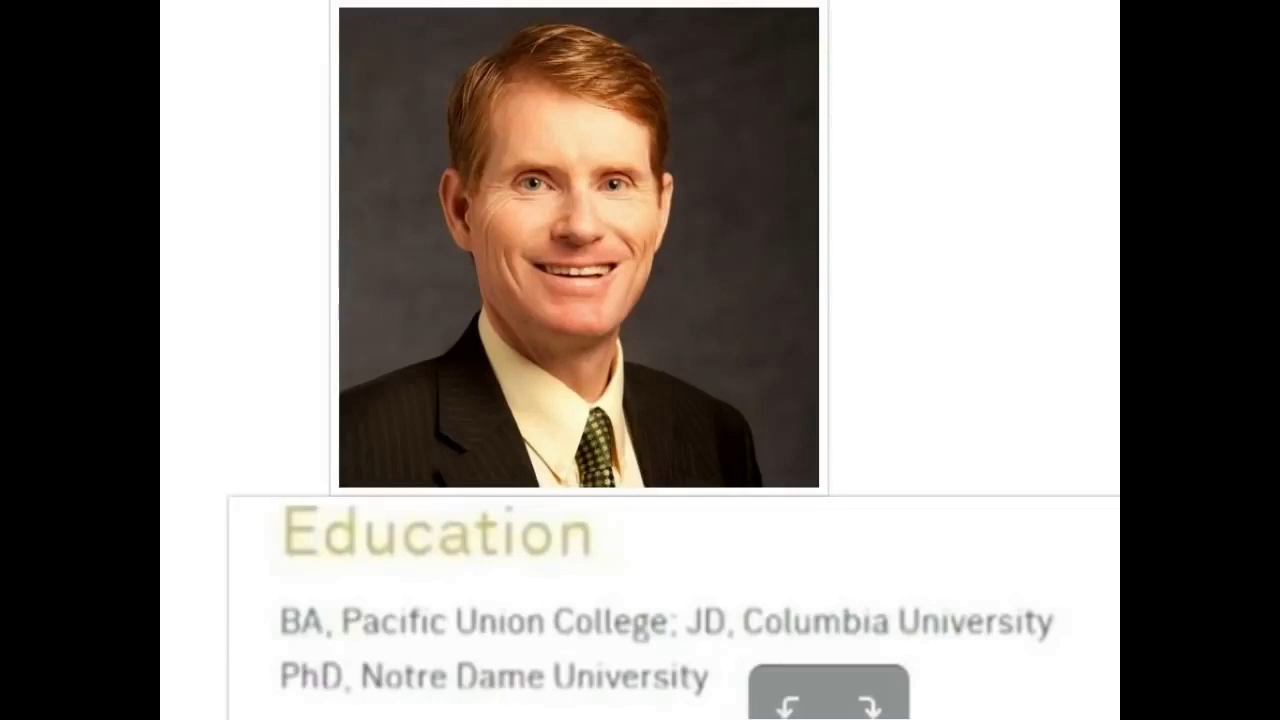 Education
BA, Pacific Union College; JD, Columbia University
PhD, Notre Dame University